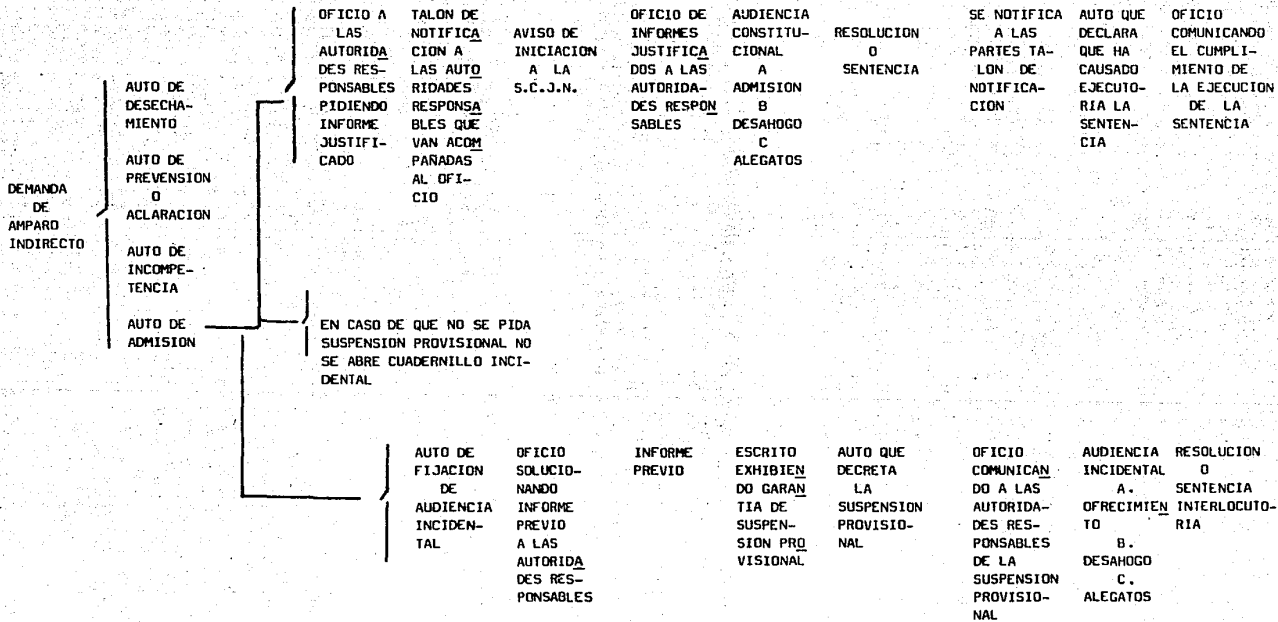 DEMANDA
DE
AMPARO
INDIRECTO
AUTO DE
DESECHA-
MIENTO
AUTO DE
PREVENSION
O
ACLARACION
AUTO DE
INCOMPE-
TENCIA
AUTO DE
ADMISION
OFICIO A
LAS
AUTORIDA
DES RES-
PONSABLES
PIDIENDO
INFORME
JUSTIFI-
CADO
TALON DE
NOTIFICA
CION A
LAS AUTO
RIDADES
RESPONSA
BLES QUE
VAN ACOM
PAÑADAS
AL OFI-
CIO
AVISO DE
INICIACION
A LA
S.C.J.N.
OFICIO DE
INFORMES
JUSTIFICA
DOS A LAS
AUTORIDA-
DES RESPON
SABLES
AUDIENCIA
CONSTITU-
CIONAL
A
ADMISION
B
DESAHOGO
C
ALEGATOS
RESOLUCION
O
SENTENCIA
SE NOTIFICA
A LAS
PARTES TA-
LON DE
NOTIFICA-
CION
AUTO QUE
DECLARA
QUE HA
CAUSADO
EJECUTO-
RIA LA
SENTEN-
CIA
OFICIO
COMUNICANDO
EL CUMPLI-
MIENTO DE
LA EJECUCION
DE LA
SENTENCIA
EN CASO DE QUE NO SE PIDA
SUSPENSION PROVISIONAL NO
SE ABRE CUADERNILLO INCI-
DENTAL
AUTO DE
FIJACION
DE
AUDIENCIA
INCIDEN-
TAL
OFICIO
SOLUCIO-
NANDO
INFORME
PREVIO
A LAS
AUTORIDA
DES RES-
PONSABLES
INFORME
PREVIO
ESCRITO
EXHIBIEN
DO GARAN
TIA DE
SUSPEN-
SION PRO
VISIONAL
AUTO QUE
DECRETA
LA
SUSPENSION
PROVISIO-
NAL
OFICIO
COMUNICAN
DO A LAS
AUTORIDA-
DES RES-
PONSABLES
DE LA
SUSPENSION
PROVISIO-
NAL
AUDIENCIA
INCIDENTAL
A.
OFRECIMIEN
TO
B.
DESAHOGO
C.
ALEGATOS
RESOLUCION
O
SENTENCIA
INTERLOCUTO-
RIA